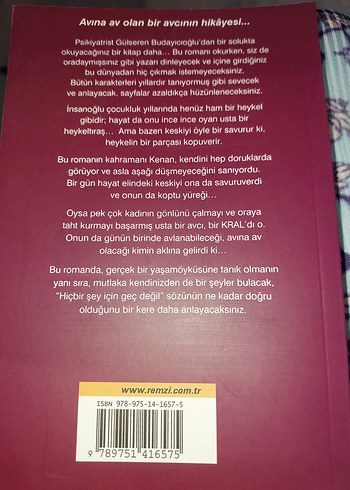 Avına av olan bir avcının hikâyesi...
Psikiyatrist Gülseren Budayıcıoğlu'dan bir solukta
okuyacağınız bir kitap daha... Bu romanı okurken, siz de
oradaymışsınız gibi yazarı dinleyecek ve içine girdiğiniz
bu dünyadan hiç çıkmak istemeyeceksiniz.
Bütün karakterleri yıllardır tanıyormuş gibi sevecek
ve anlayacak, sayfalar azaldıkça hüzünleneceksiniz.
İnsanoğlu çocukluk yıllarında henüz ham bir heykel
gibidir; hayat da onu ince ince oyan usta bir
heykeltıraş... Ama bazen keskiyi öyle bir savurur ki,
heykelin bir parçası kopuverir.
Bu romanın kahramanı Kenan, kendini hep doruklarda
görüyor ve asla aşağı düşmeyeceğini sanıyordu.
Bir gün hayat elindeki keskiyi ona da savuruverdi
ve onun da koptu yüreği...
Oysa pek çok kadının gönlünü çalmayı ve oraya
taht kurmayı başarmış usta bir avcı, bir KRAL'dı o.
Onun da günün birinde avlanabileceği, avına av
olacağı kimin aklına gelirdi ki...
Bu romanda, gerçek bir yaşamöyküsüne tanık olmanın
yanı sıra, mutlaka kendinizden de bir şeyler bulacak,
"Hiçbir şey için geç değil" sözünün ne kadar doğru
olduğunu bir kere daha anlayacaksınız.
www.remzi.com.tr
ISBN 978-975-14-1657-5
9 789751 416575